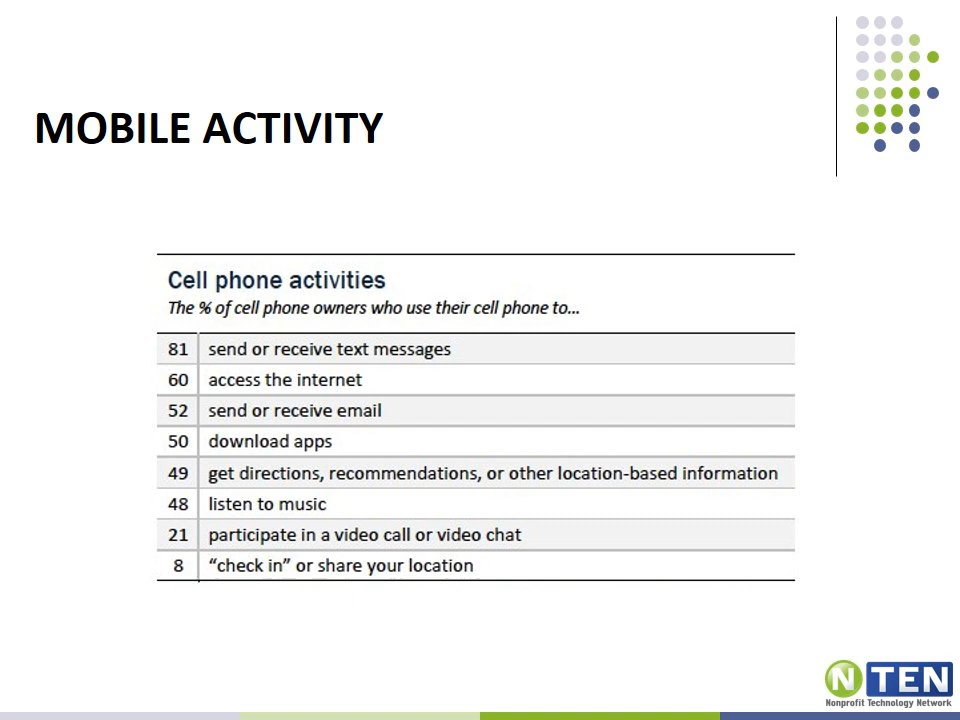 MOBILE ACTIVITY
Cell phone activities
The % of cell phone owners who use their cell phone to...
81 send or receive text messages
60 access the internet
52 send or receive email
50 download apps
49 get directions, recommendations, or other location-based information
48 listen to music
21 participate in a video call or video chat
8 “check in” or share your location
N TEN
Nonprofit Technology Network